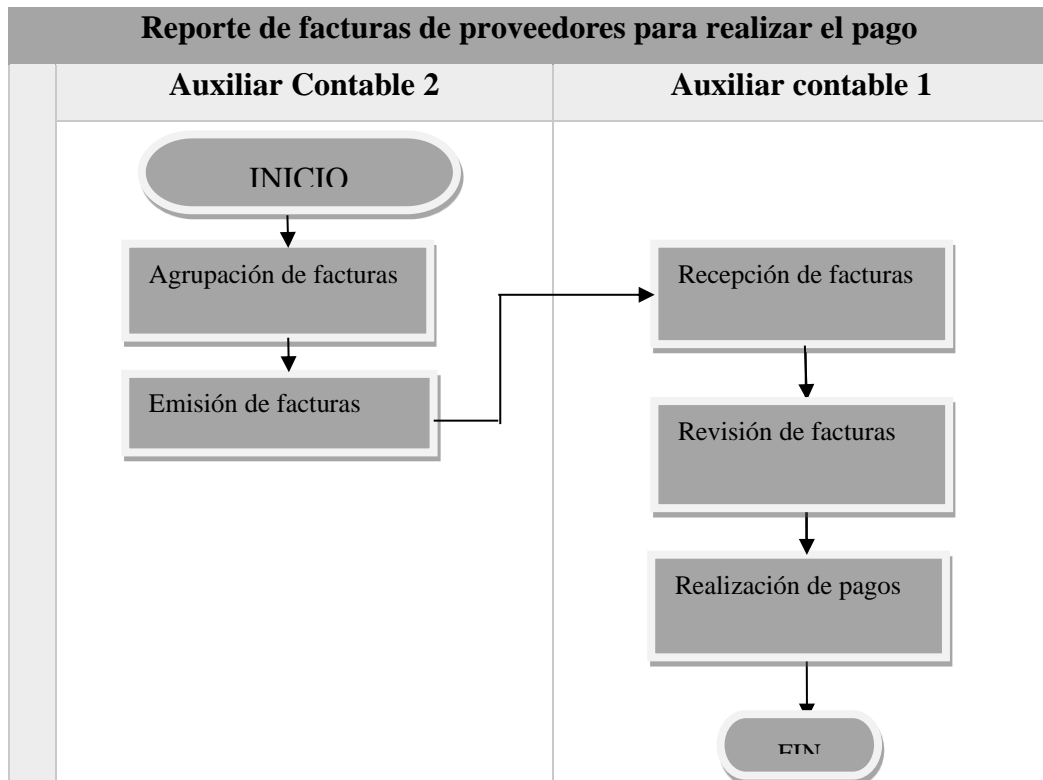 Reporte de facturas de proveedores para realizar el pago
Auxiliar Contable 2
Auxiliar contable 1
INICIO
Agrupación de facturas
Emisión de facturas
Recepción de facturas
Revisión de facturas
Realización de pagos
FIN